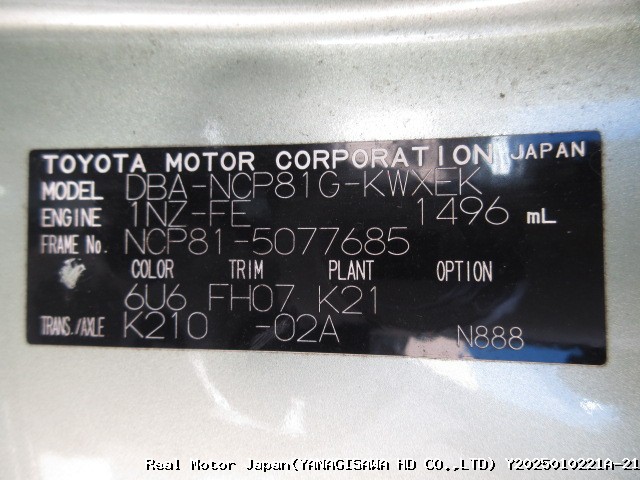 TOYOTA MOTOR CORPORATION JAPAN
MODEL DBA-NCP81G-KWXEK
ENGINE 1NZ-FE 1496 mL
FRAME No. NCP81-5077685
COLOR TRIM PLANT OPTION
6U6 FH07 K21
TRANS./AXLE K210 -02A N888
Real Motor Japan(YANAGISAWA HD CO.,LTD) Y2025010221A-21